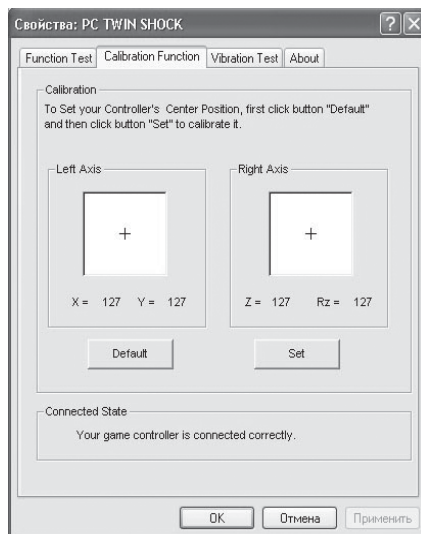 Свойства: PC TWIN SHOCK
Function Test Calibration Function Vibration Test About
Calibration
To Set your Controller's Center Position, first click button "Default"
and then click button "Set" to calibrate it.
Left Axis Right Axis
X = 127 Y = 127 Z = 127 Rz = 127
Default Set
Connected State
Your game controller is connected correctly.
OK Отмена Применить